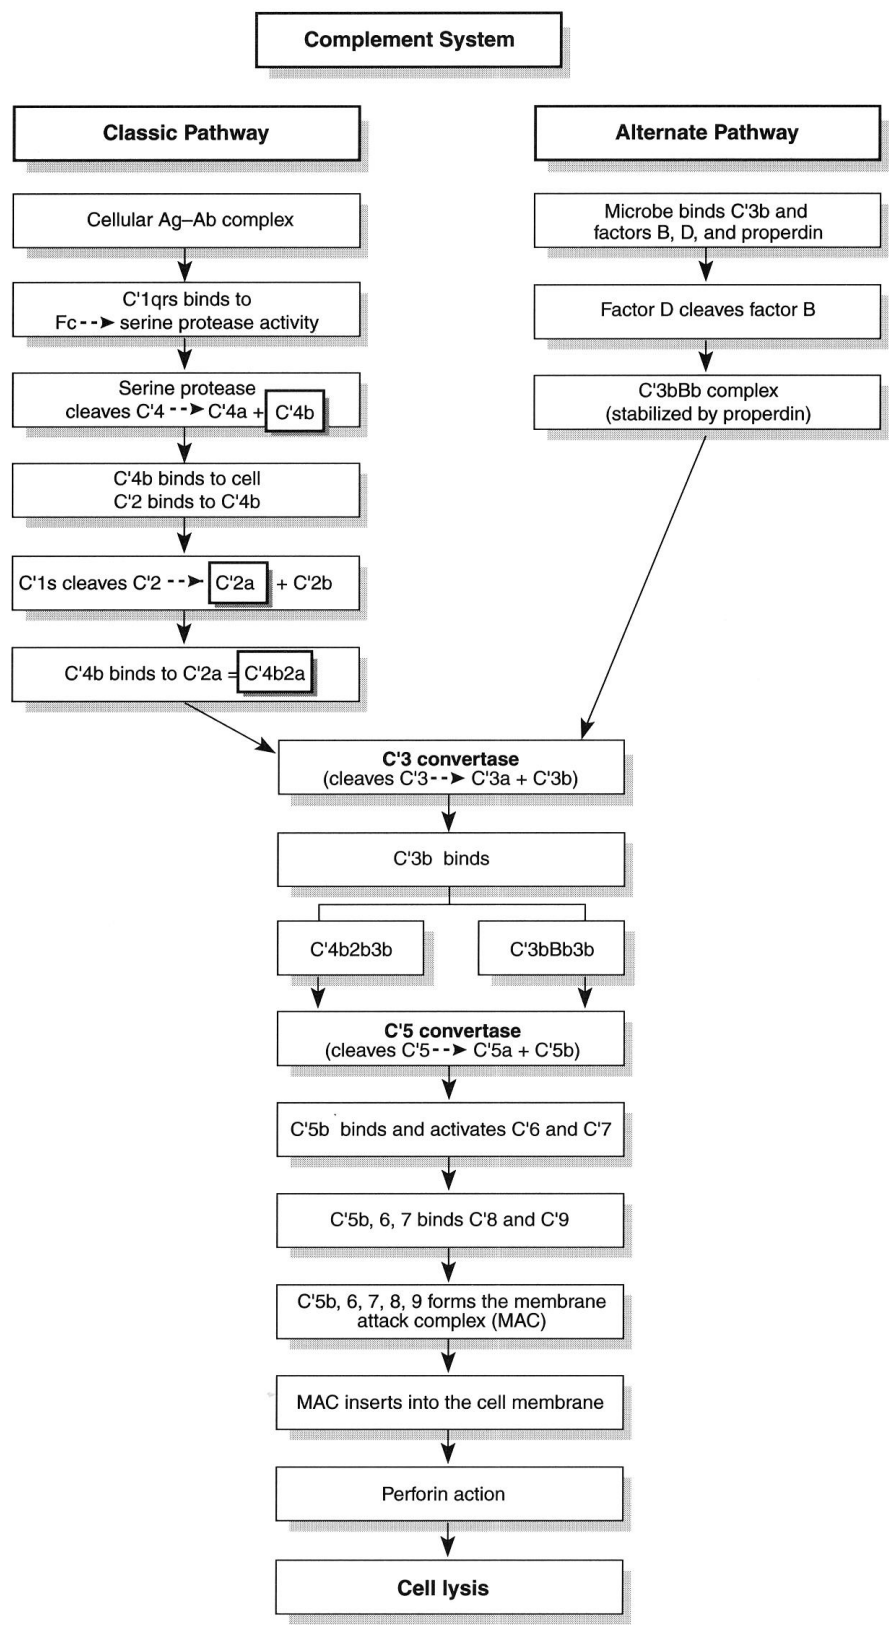 Complement System
Classic Pathway
Cellular Ag–Ab complex
C'1qrs binds to
Fc --➤ serine protease activity
Serine protease
cleaves C'4 --➤ C'4a + C'4b
C'4b binds to cell
C'2 binds to C'4b
C'1s cleaves C'2 --➤ C'2a + C'2b
C'4b binds to C'2a = C'4b2a
Alternate Pathway
Microbe binds C'3b and
factors B, D, and properdin
Factor D cleaves factor B
C'3bBb complex
(stabilized by properdin)
C'3 convertase
(cleaves C'3 --➤ C'3a + C'3b)
C'3b binds
C'4b2b3b
C'3bBb3b
C'5 convertase
(cleaves C'5 --➤ C'5a + C'5b)
C'5b binds and activates C'6 and C'7
C'5b, 6, 7 binds C'8 and C'9
C'5b, 6, 7, 8, 9 forms the membrane
attack complex (MAC)
MAC inserts into the cell membrane
Perforin action
Cell lysis